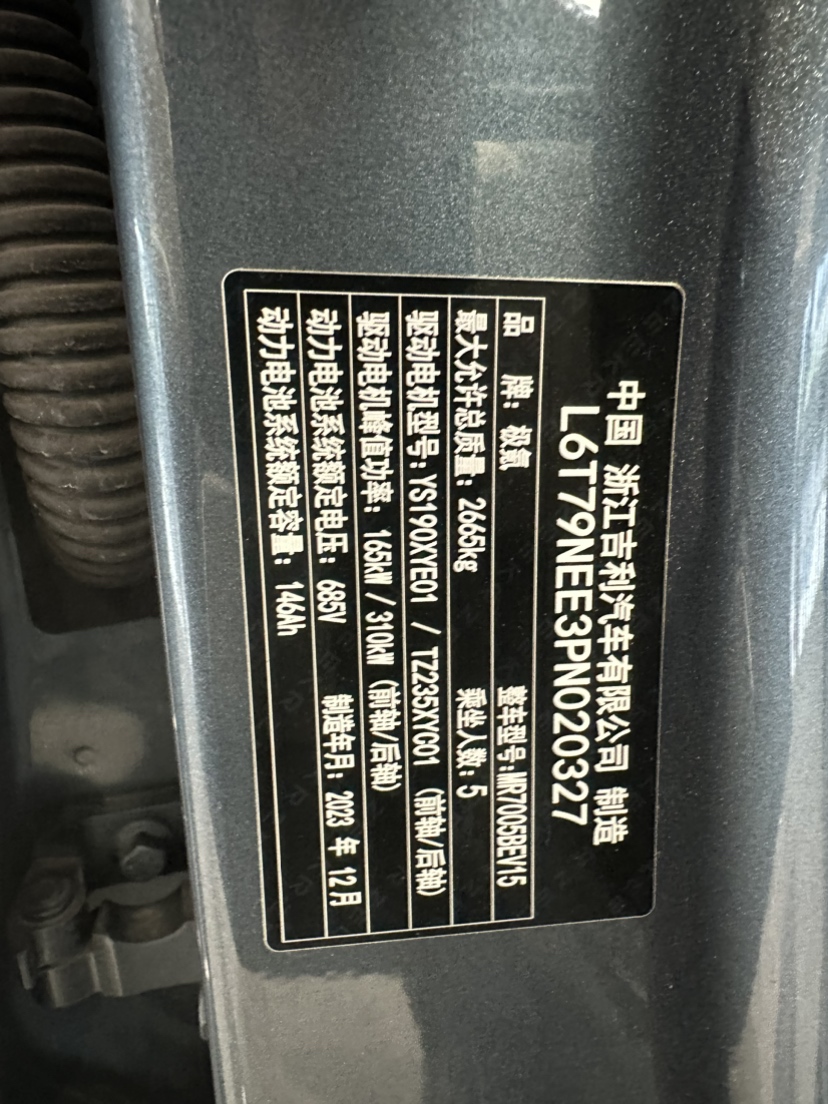 中国 浙江吉利汽车有限公司 制造
L6T79NEE3PN020327
品 牌：极氪 整车型号：MR7005BEV15
最大允许总质量：2665kg 乘坐人数：5
驱动电机型号：YS190XYE01 / TZ235XYC01 (前轴/后轴)
驱动电机峰值功率：165kW / 310kW (前轴/后轴)
动力电池系统额定电压：685V 制造年月：2023 年 12月
动力电池系统额定容量：146Ah